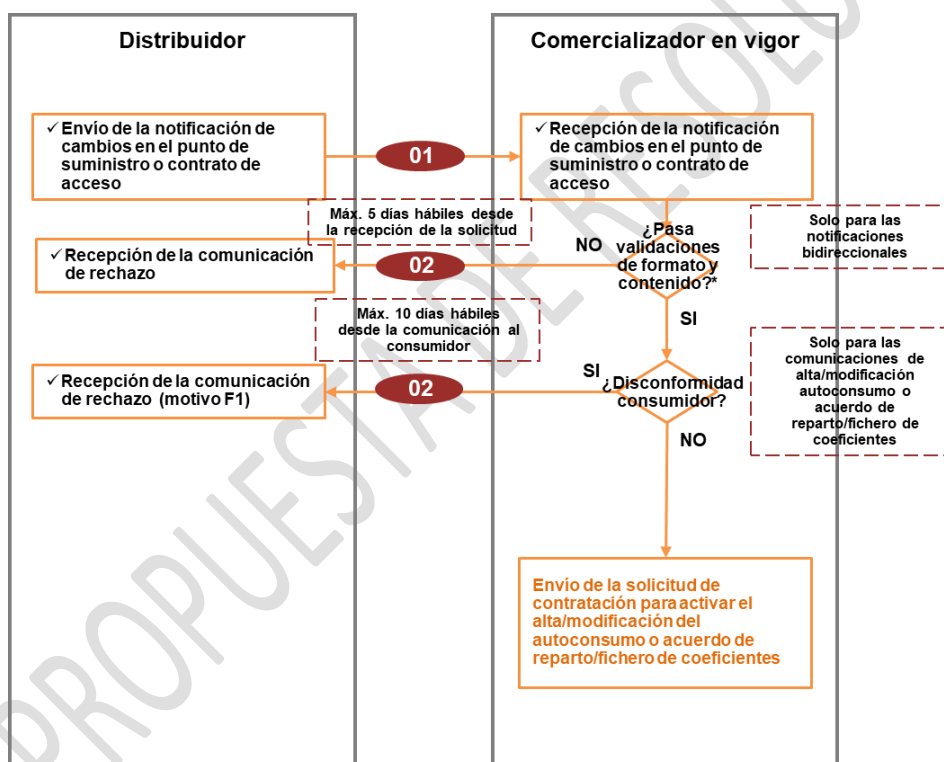 Distribuidor
Comercializador en vigor
✓ Envío de la notificación de
cambios en el punto de
suministro o contrato de
acceso
01
✓ Recepción de la notificación
de cambios en el punto de
suministro o contrato de
acceso
Máx. 5 días hábiles desde
la recepción de la solicitud
Solo para las
notificaciones
bidireccionales
¿Pasa
validaciones
de formato y
contenido?*
NO
02
✓ Recepción de la comunicación
de rechazo
SI
Máx. 10 días hábiles
desde la comunicación al
consumidor
Solo para las
comunicaciones de
alta/modificación
autoconsumo o
acuerdo de
reparto/fichero de
coeficientes
SI
02
✓ Recepción de la comunicación
de rechazo (motivo F1)
¿Disconformidad
consumidor?
NO
Envío de la solicitud de
contratación para activar el
alta/modificación del
autoconsumo o acuerdo de
reparto/fichero de coeficientes
PROPUESTA DE RESOLU